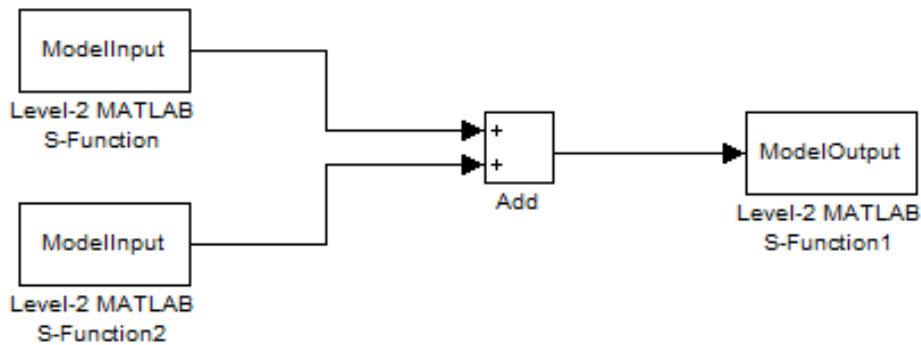 ModelInput
Level-2 MATLAB
S-Function
+
+
Add
ModelOutput
Level-2 MATLAB
S-Function1
ModelInput
Level-2 MATLAB
S-Function2